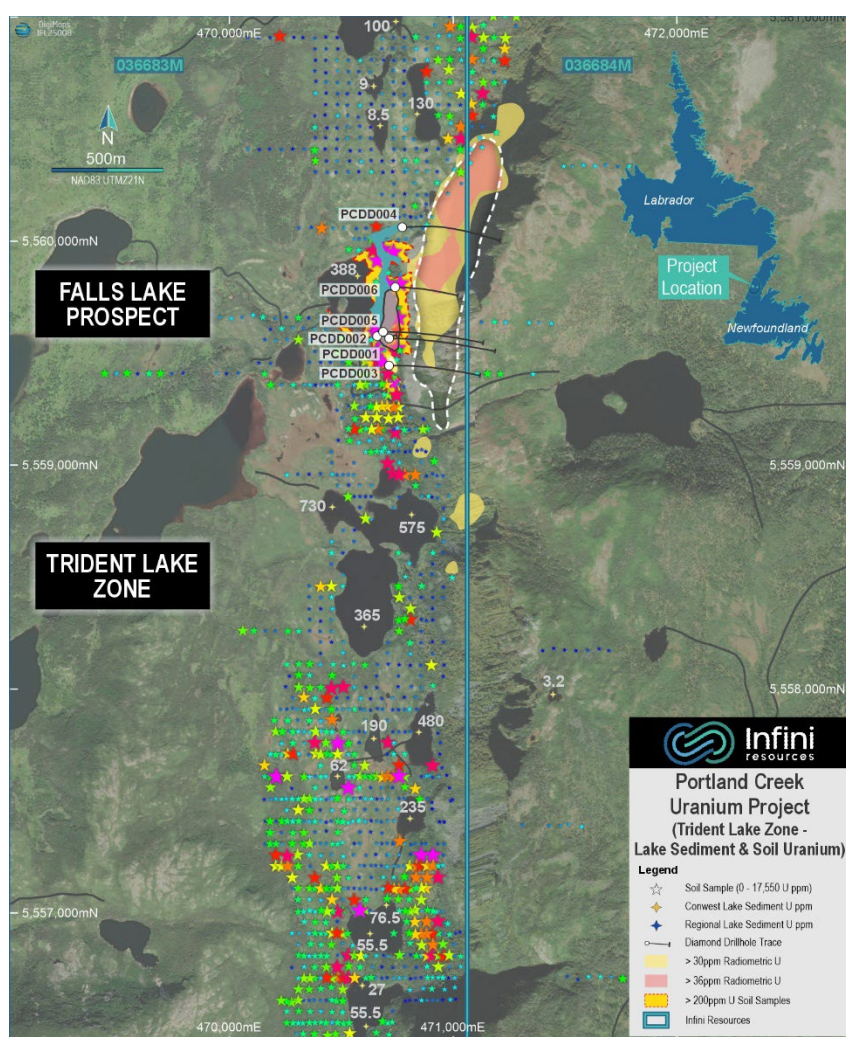 DigiMaps
IFL25008
470,000mE
100
472,000mE
5,561,000mN
036683M
036684M
9
130
8.5
N
500m
NAD83 UTMZ21N
Labrador
Project
Location
Newfoundland
PCDD004
5,560,000mN
388
FALLS LAKE
PROSPECT
PCDD006
PCDD005
PCDD002
PCDD001
PCDD003
5,559,000mN
5,559,000mN
730
575
TRIDENT LAKE
ZONE
365
3.2
5,558,000mN
190
480
62
235
Infini
resources
Portland Creek
Uranium Project
(Trident Lake Zone -
Lake Sediment & Soil Uranium)
Legend
Soil Sample (0 - 17,550 U ppm)
Conwest Lake Sediment U ppm
Regional Lake Sediment U ppm
Diamond Drillhole Trace
> 30ppm Radiometric U
> 36ppm Radiometric U
> 200ppm U Soil Samples
Infini Resources
5,557,000mN
76.5
55.5
27
55.5
470,000mE
471,000mE